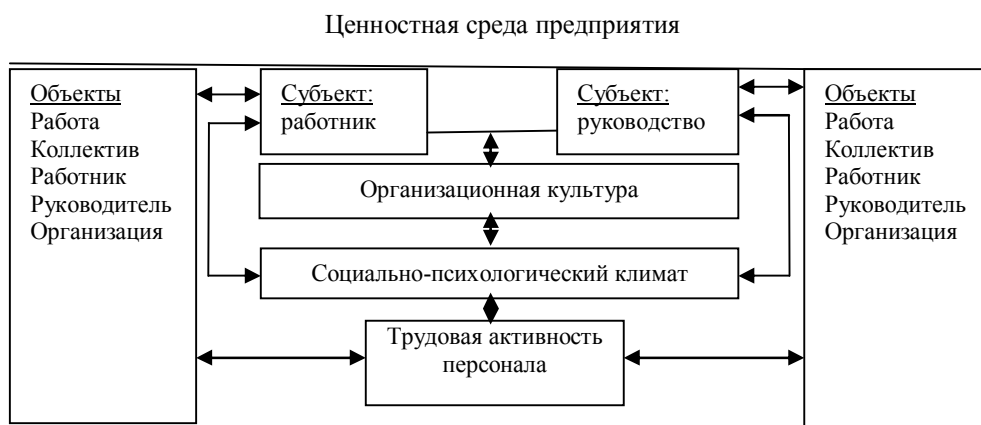 Ценностная среда предприятия
Объекты
Работа
Коллектив
Работник
Руководитель
Организация
Субъект:
работник
Субъект:
руководство
Организационная культура
Социально-психологический климат
Трудовая активность
персонала
Объекты
Работа
Коллектив
Работник
Руководитель
Организация